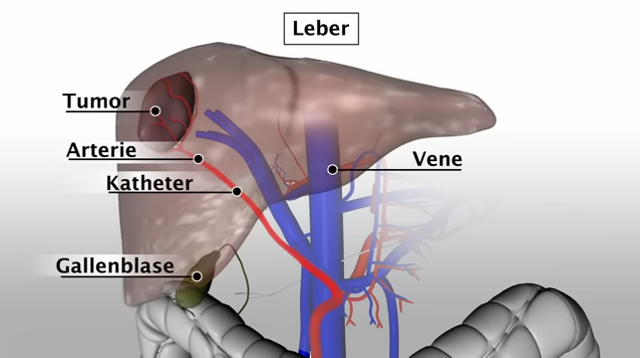 Leber
Tumor
Arterie
Vene
Katheter
Gallenblase